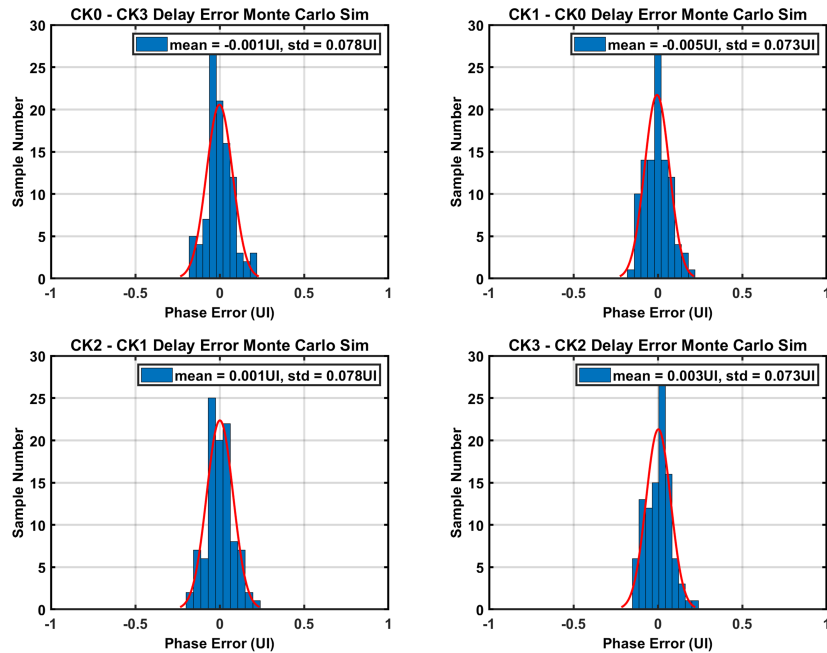 CK0 - CK3 Delay Error Monte Carlo Sim
mean = -0.001UI, std = 0.078UI
Sample Number
30
25
20
15
10
5
0
-1 -0.5 0 0.5 1
Phase Error (UI)
CK1 - CK0 Delay Error Monte Carlo Sim
mean = -0.005UI, std = 0.073UI
Sample Number
30
25
20
15
10
5
0
-1 -0.5 0 0.5 1
Phase Error (UI)
CK2 - CK1 Delay Error Monte Carlo Sim
mean = 0.001UI, std = 0.078UI
Sample Number
30
25
20
15
10
5
0
-1 -0.5 0 0.5 1
Phase Error (UI)
CK3 - CK2 Delay Error Monte Carlo Sim
mean = 0.003UI, std = 0.073UI
Sample Number
30
25
20
15
10
5
0
-1 -0.5 0 0.5 1
Phase Error (UI)